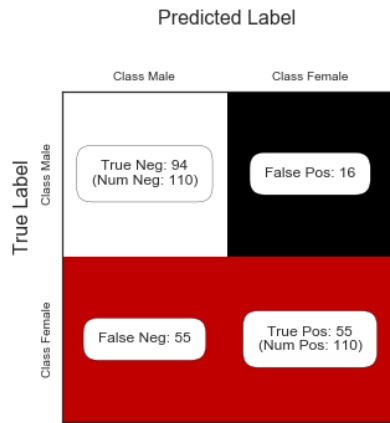 Predicted Label
Class Male
Class Female
True Label
Class Male
True Neg: 94
(Num Neg: 110)
False Pos: 16
Class Female
False Neg: 55
True Pos: 55
(Num Pos: 110)